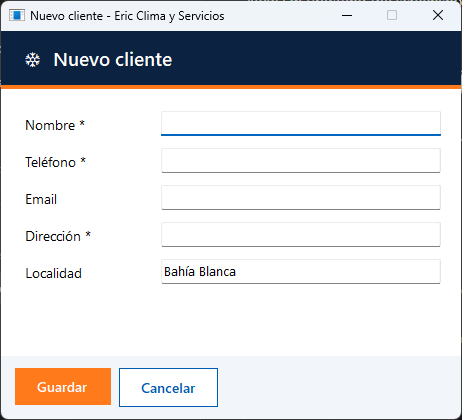 Nuevo cliente - Eric Clima y Servicios
Nuevo cliente
Nombre *
Teléfono *
Email
Dirección *
Localidad Bahía Blanca
Guardar Cancelar